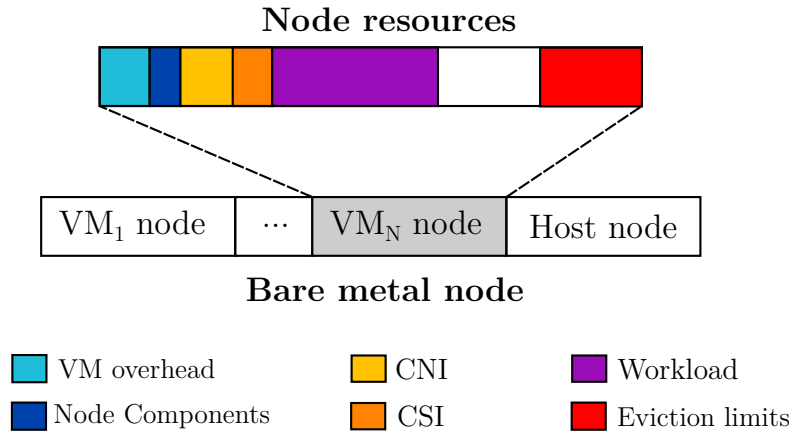 Node resources
VM₁ node ... VM_N node Host node
Bare metal node
VM overhead CNI Workload
Node Components CSI Eviction limits